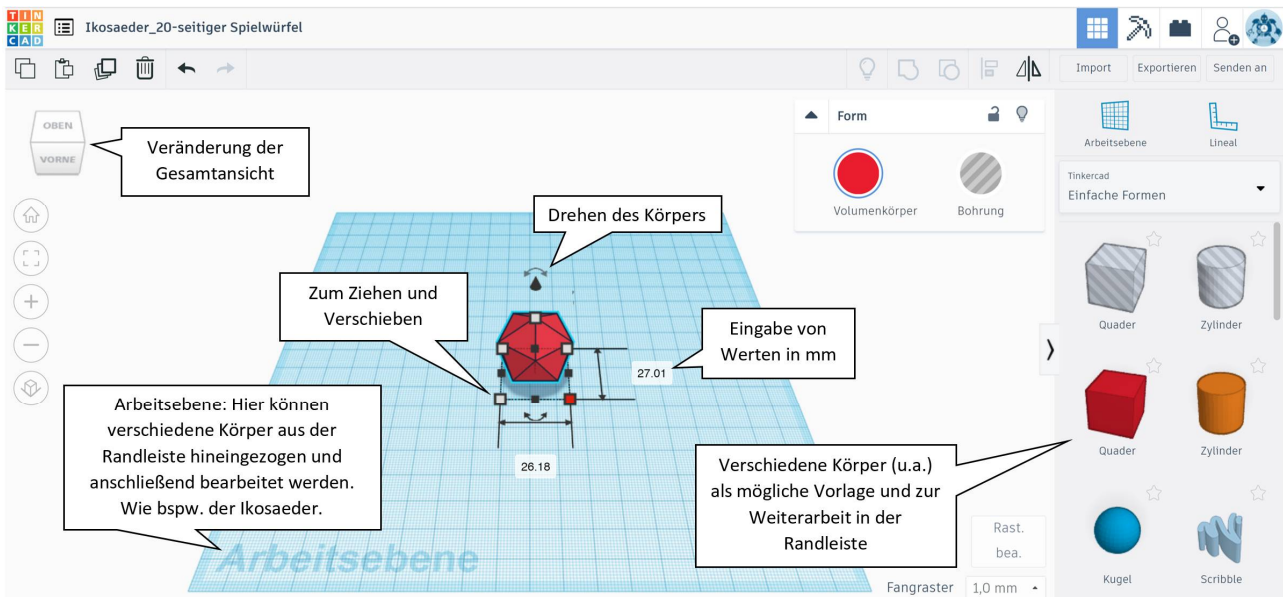 TIN
KER
CAD
Ikosaeder_20-seitiger Spielwürfel
Import
Exportieren
Senden an
OBEN
VORNE
Veränderung der
Gesamtansicht
Form
Volumenkörper
Bohrung
Arbeitsebene
Lineal
Tinkercad
Einfache Formen
Drehen des Körpers
Zum Ziehen und
Verschieben
Eingabe von
Werten in mm
27.01
26.18
Arbeitsebene: Hier können
verschiedene Körper aus der
Randleiste hineingezogen und
anschließend bearbeitet werden.
Wie bspw. der Ikosaeder.
Verschiedene Körper (u.a.)
als mögliche Vorlage und zur
Weiterarbeit in der
Randleiste
Quader
Zylinder
Quader
Zylinder
Kugel
Scribble
Arbeitsebene
Rast.
bea.
Fangraster
1,0 mm